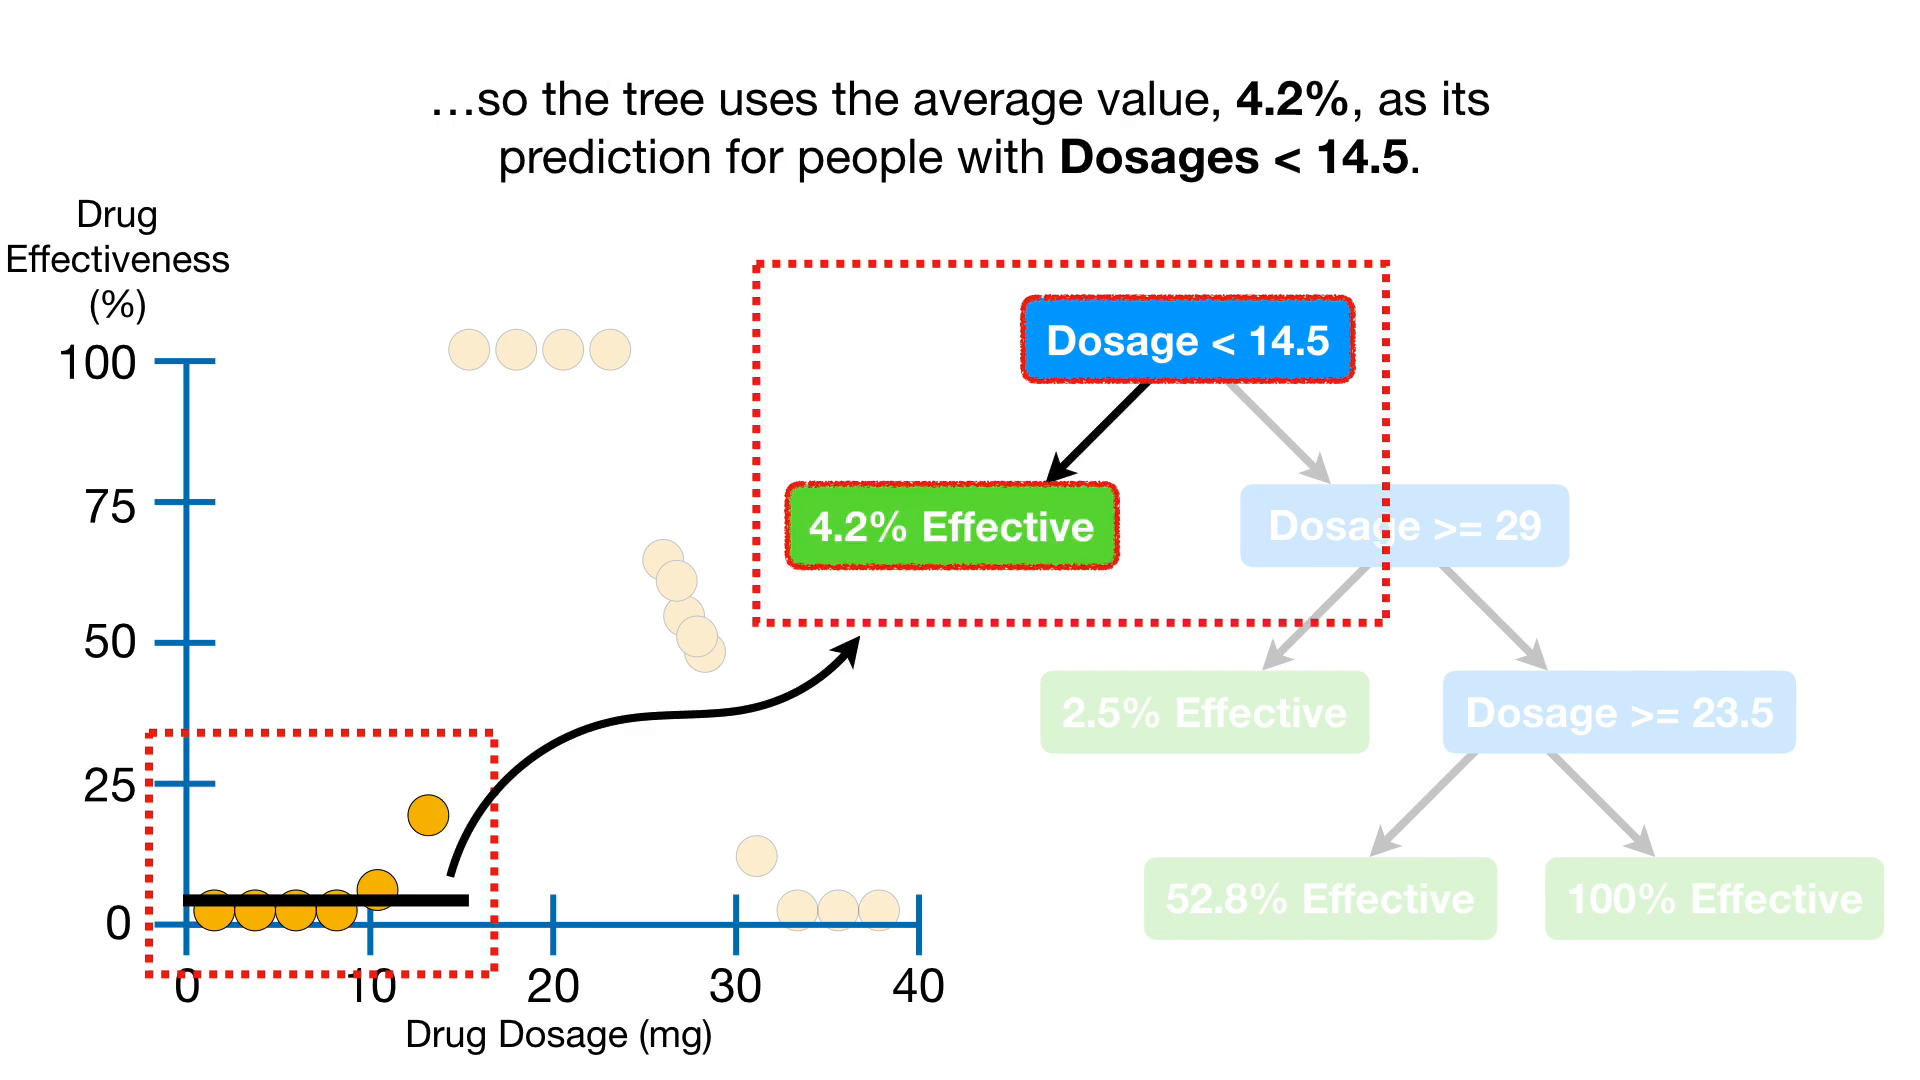 …so the tree uses the average value, 4.2%, as its
prediction for people with Dosages < 14.5.
Drug
Effectiveness
(%)
100
75
50
25
0
0
10
20
30
40
Drug Dosage (mg)
Dosage < 14.5
4.2% Effective
Dosage >= 29
2.5% Effective
Dosage >= 23.5
52.8% Effective
100% Effective